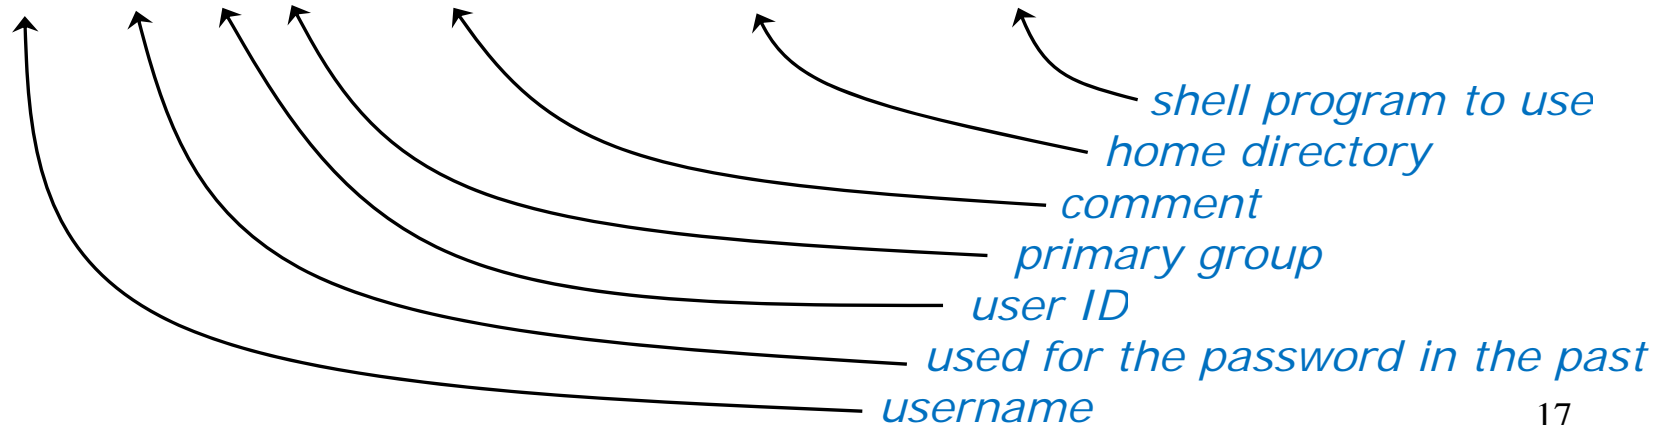 shell program to use
home directory
comment
primary group
user ID
used for the password in the past
username
17